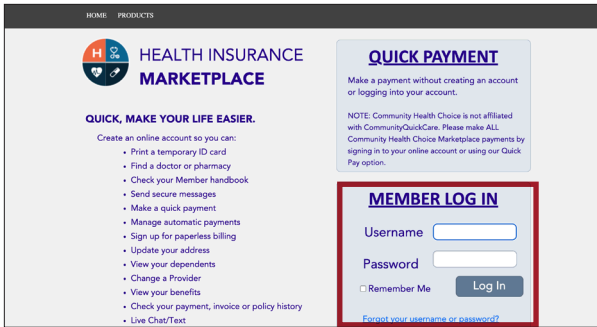 HOME PRODUCTS
H
HEALTH INSURANCE
MARKETPLACE
QUICK, MAKE YOUR LIFE EASIER.
Create an online account so you can:
• Print a temporary ID card
• Find a doctor or pharmacy
• Check your Member handbook
• Send secure messages
• Make a quick payment
• Manage automatic payments
• Sign up for paperless billing
• Update your address
• View your dependents
• Change a Provider
• View your benefits
• Check your payment, invoice or policy history
• Live Chat/Text
QUICK PAYMENT
Make a payment without creating an account
or logging into your account.
NOTE: Community Health Choice is not affiliated
with CommunityQuickCare. Please make ALL
Community Health Choice Marketplace payments by
signing in to your online account or using our Quick
Pay option.
MEMBER LOG IN
Username
Password
Remember Me
Log In
Forgot your username or password?